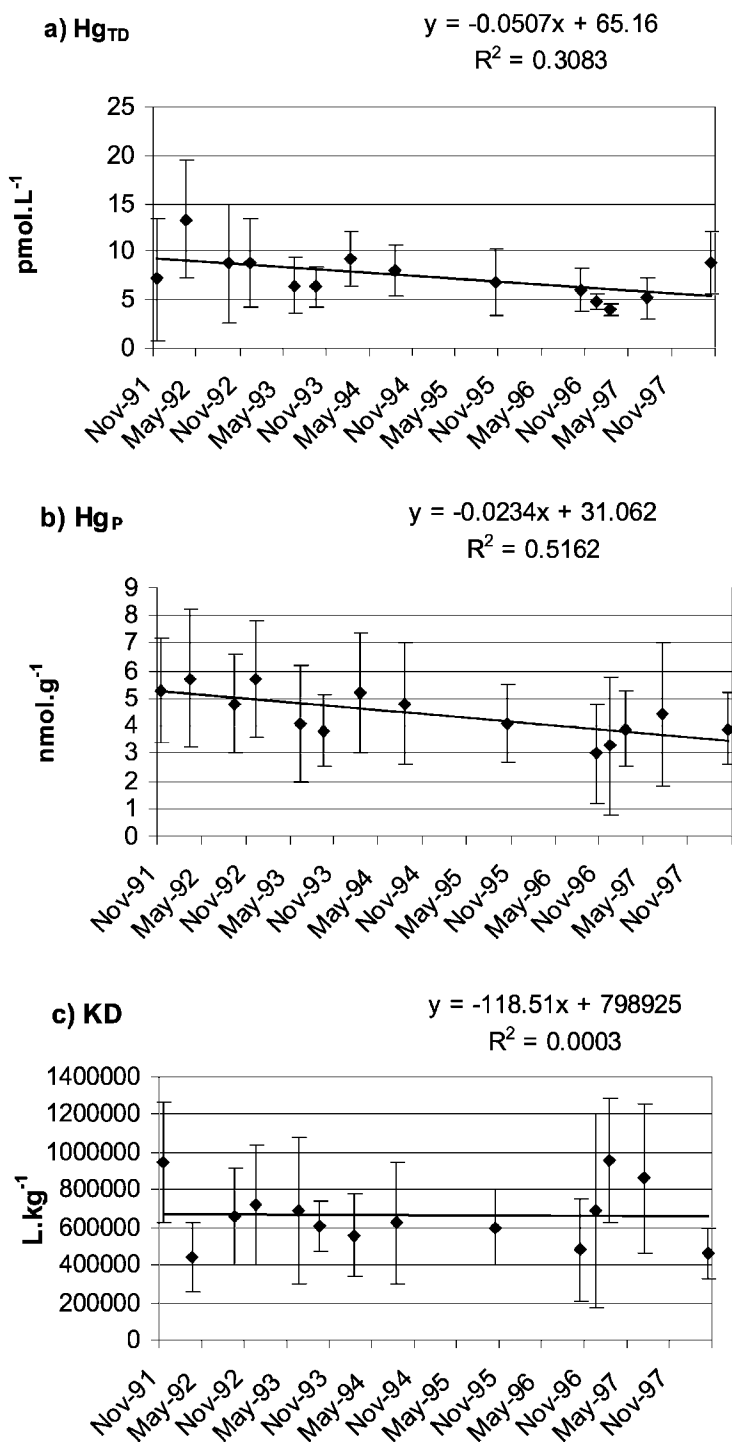 a) HgTD
y = -0.0507x + 65.16
R² = 0.3083
25
20
15
10
5
0
pmol.L⁻¹
Nov-91 May-92 Nov-92 May-93 Nov-93 May-94 Nov-94 May-95 Nov-95 May-96 Nov-96 May-97 Nov-97
b) HgP
y = -0.0234x + 31.062
R² = 0.5162
9
8
7
6
5
4
3
2
1
0
nmol.g⁻¹
Nov-91 May-92 Nov-92 May-93 Nov-93 May-94 Nov-94 May-95 Nov-95 May-96 Nov-96 May-97 Nov-97
c) KD
y = -118.51x + 798925
R² = 0.0003
1400000
1200000
1000000
800000
600000
400000
200000
0
L.kg⁻¹
Nov-91 May-92 Nov-92 May-93 Nov-93 May-94 Nov-94 May-95 Nov-95 May-96 Nov-96 May-97 Nov-97